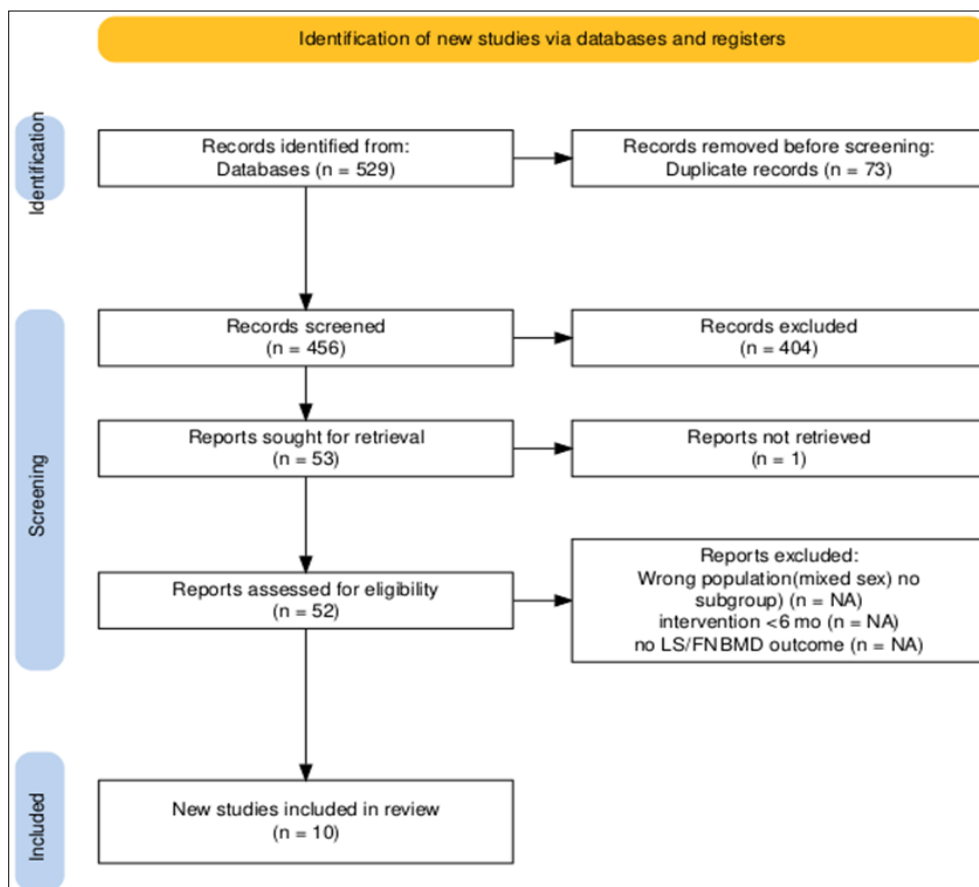 Identification of new studies via databases and registers
Identification
Records identified from:
Databases (n = 529)
Records removed before screening:
Duplicate records (n = 73)
Screening
Records screened
(n = 456)
Records excluded
(n = 404)
Reports sought for retrieval
(n = 53)
Reports not retrieved
(n = 1)
Reports assessed for eligibility
(n = 52)
Reports excluded:
Wrong population(mixed sex) no
subgroup) (n = NA)
intervention <6 mo (n = NA)
no LS/FNBMD outcome (n = NA)
Included
New studies included in review
(n = 10)